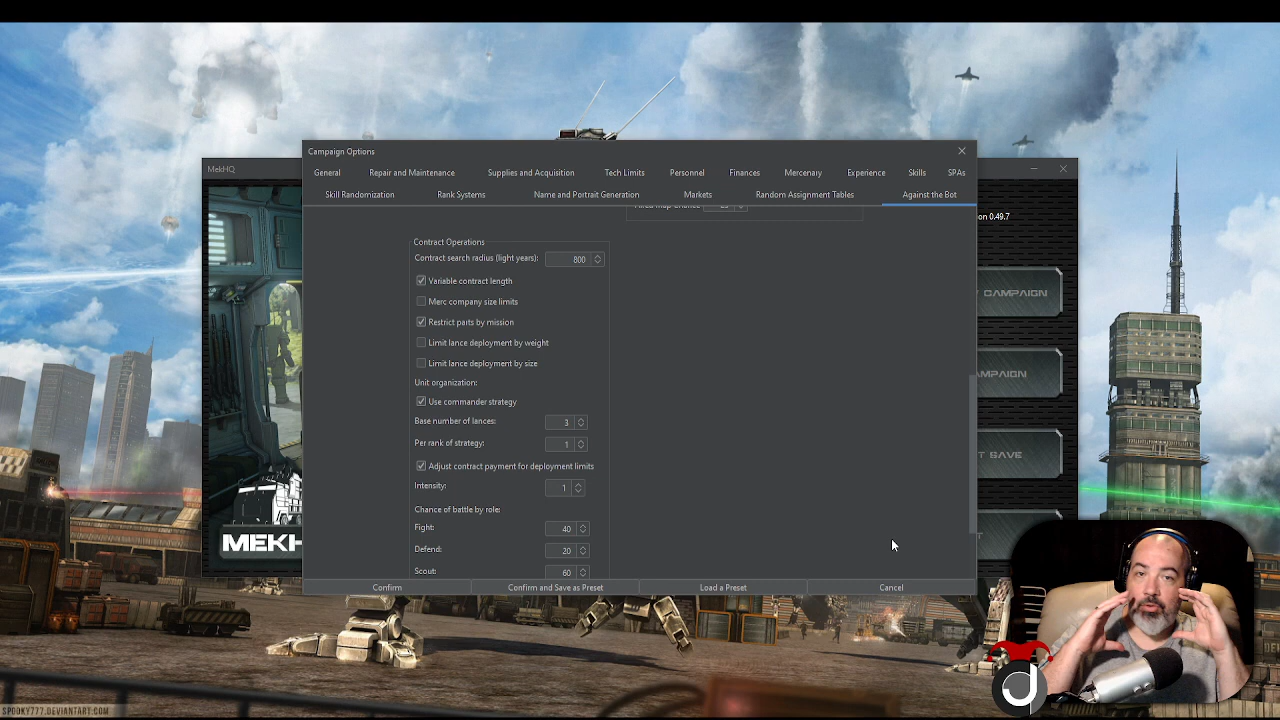 MekHQ
Campaign Options
General Repair and Maintenance Supplies and Acquisition Tech Limits Personnel Finances Mercenary Experience Skills SPAs
Skill Randomization Rank Systems Name and Portrait Generation Markets Random Assignment Tables Against the Bot
on 0.49.7
Contract Operations
Contract search radius (light years): 800
Variable contract length
Merc company size limits
Restrict parts by mission
Limit lance deployment by weight
Limit lance deployment by size
Unit organization:
Use commander strategy
Base number of lances: 3
Per rank of strategy: 1
Adjust contract payment for deployment limits
Intensity: 1
Chance of battle by role:
Fight: 40
Defend: 20
Scout: 60
Confirm Confirm and Save as Preset Load a Preset Cancel
CAMPAIGN
MPAIGN
T SAVE
T
MEKH
SPOOKY777.DEVIANTART.COM